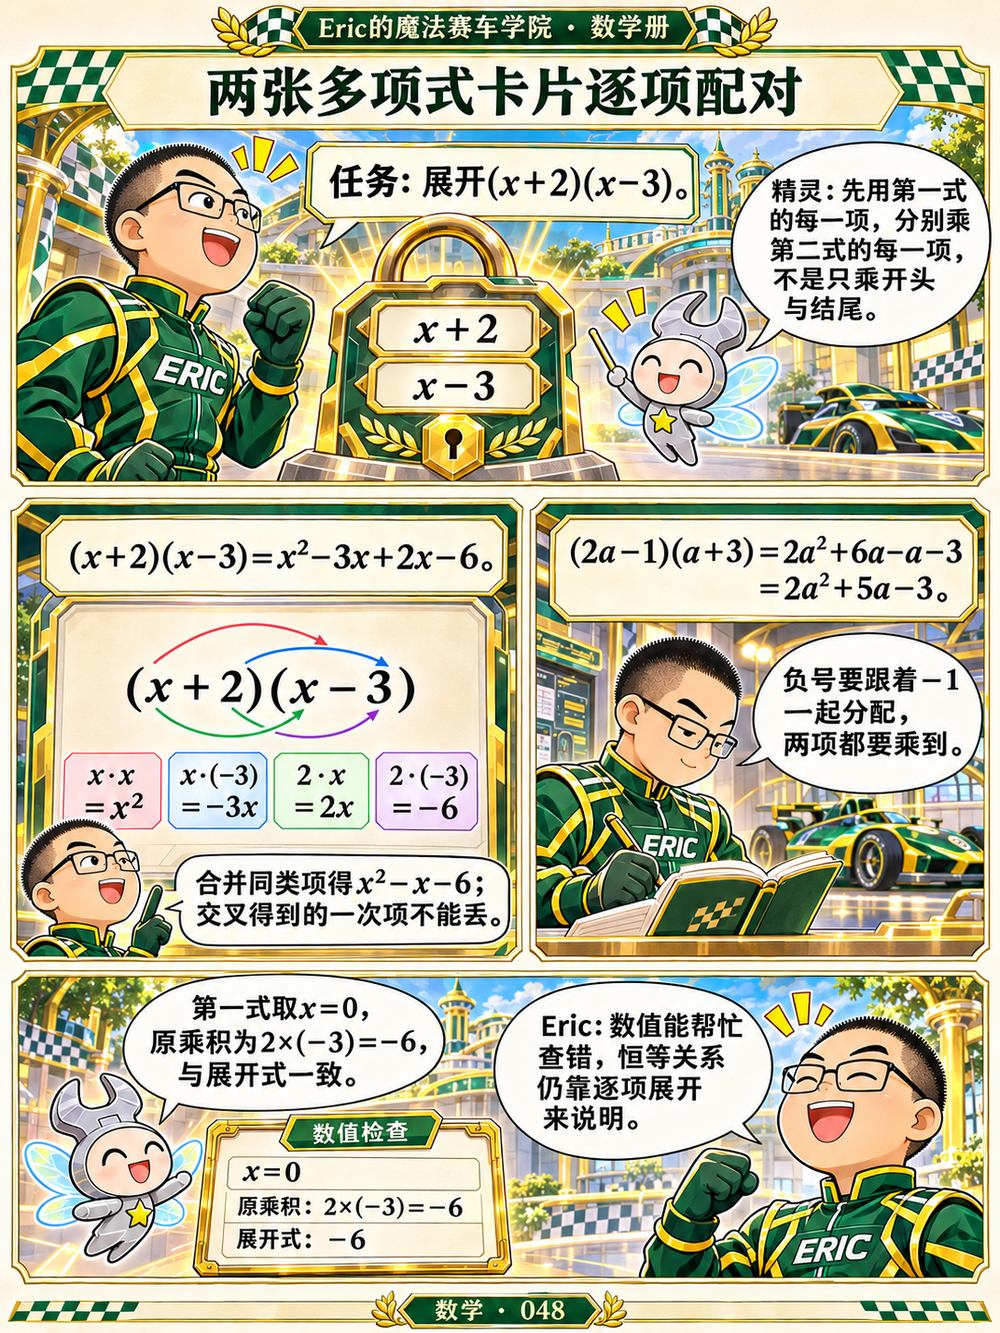 Eric的魔法赛车学院 · 数学册
两张多项式卡片逐项配对
任务：展开(x+2)(x−3)。
精灵：先用第一式
的每一项，分别乘
第二式的每一项，
不是只乘开头
与结尾。
x+2
x−3
ERIC
(x+2)(x−3)=x²−3x+2x−6。
(x+2)(x−3)
x·x
=x²
x·(−3)
=−3x
2·x
=2x
2·(−3)
=−6
合并同类项得x²−x−6；
交叉得到的一次项不能丢。
(2a−1)(a+3)=2a²+6a−a−3
=2a²+5a−3。
负号要跟着−1
一起分配，
两项都要乘到。
ERIC
第一式取x=0，
原乘积为2×(−3)=−6，
与展开式一致。
数值检查
x=0
原乘积：2×(−3)=−6
展开式：−6
Eric：数值能帮忙
查错，恒等关系
仍靠逐项展开
来说明。
ERIC
数学 · 048